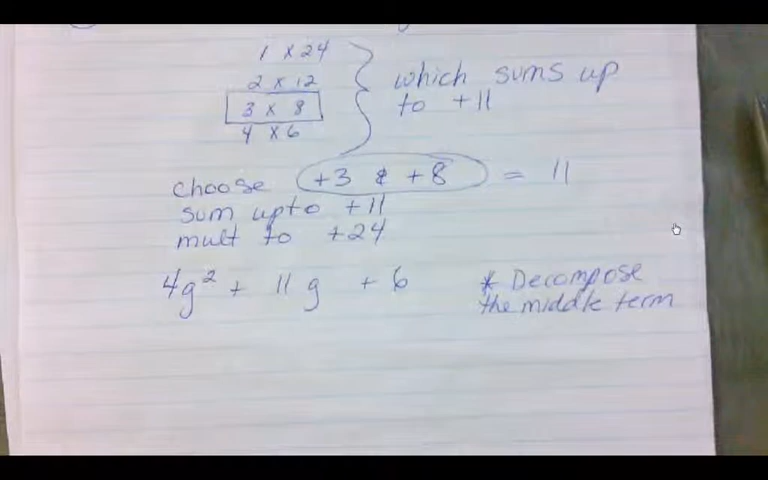 1 x 24
2 x 12
3 x 8
4 x 6
which sums up
to +11
choose +3 & +8 = 11
sum upto +11
mult to +24
4g² + 11g + 6
* Decompose
the middle term